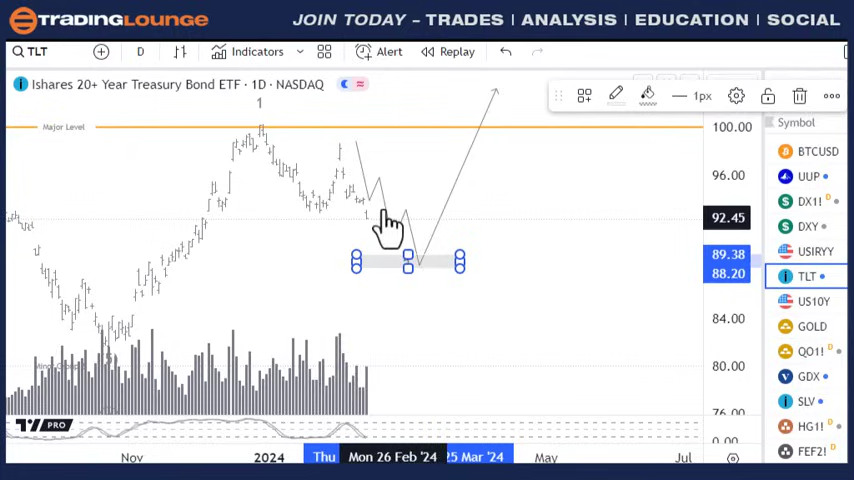 TRADINGLOUNGE
JOIN TODAY - TRADES | ANALYSIS | EDUCATION | SOCIAL
TLT
D
Indicators
Alert
Replay
Ishares 20+ Year Treasury Bond ETF · 1D · NASDAQ
1px
1
Major Level
100.00
96.00
92.45
89.38
88.20
84.00
80.00
76.00
0.00
Symbol
BTCUSD
UUP
DX1! D
DXY
USIRYY
TLT
US10Y
GOLD
QO1! D
GDX
SLV
HG1! D
FEF2! D
PRO
Nov
2024
Thu
Mon 26 Feb '24
25 Mar '24
May
Jul